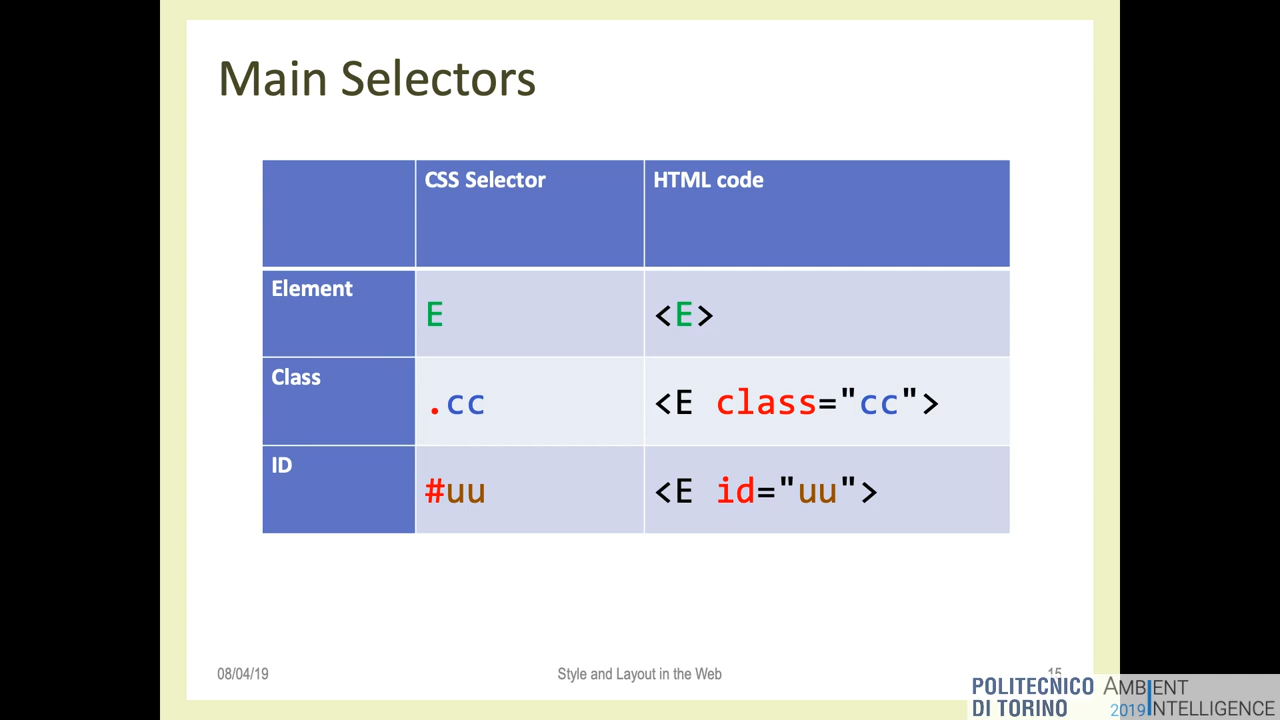 Main Selectors
CSS Selector HTML code
Element E <E>
Class .cc <E class="cc">
ID #uu <E id="uu">
08/04/19 Style and Layout in the Web 15
POLITECNICO AMBIENT
DI TORINO 2019 INTELLIGENCE